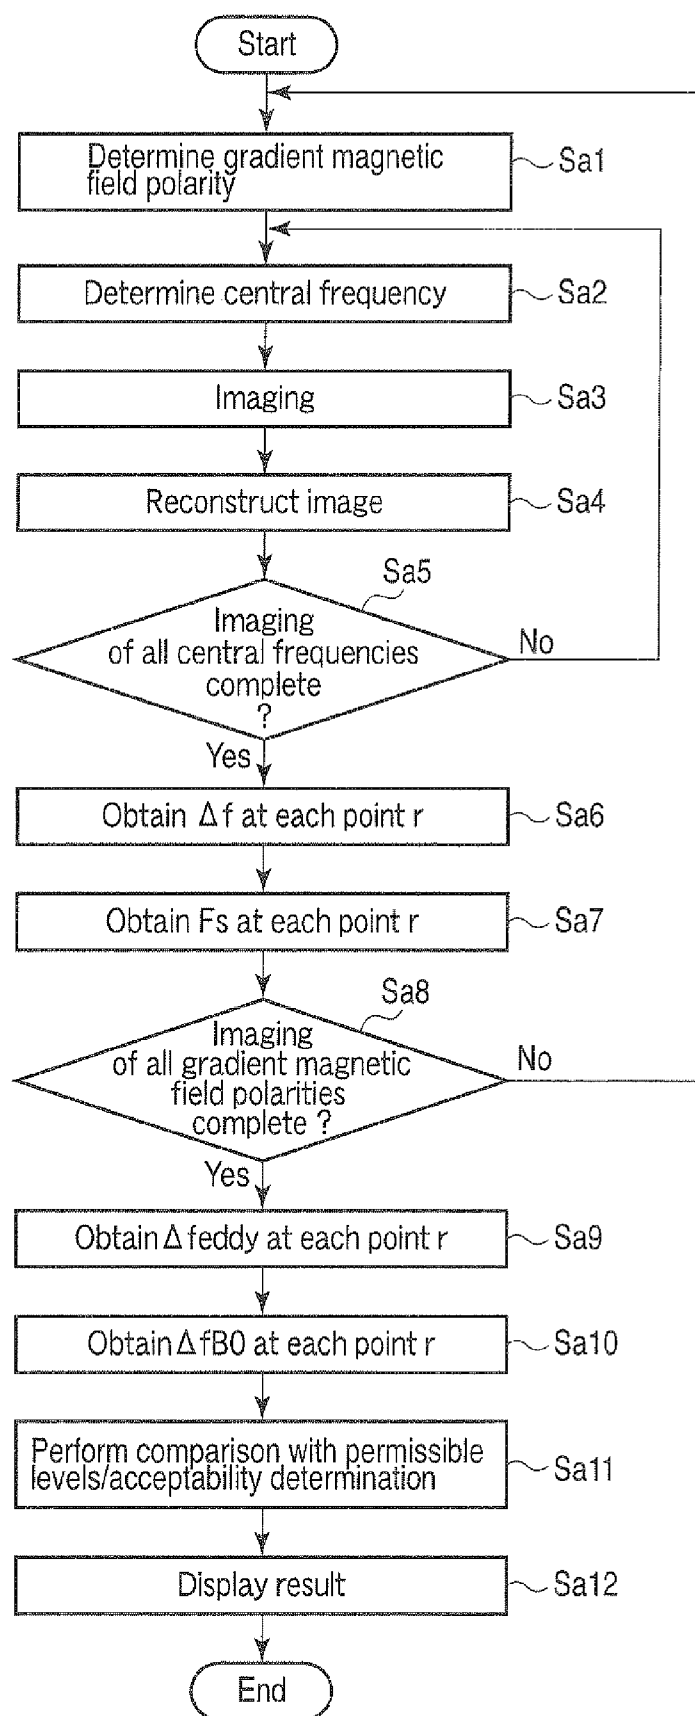 Start
Determine gradient magnetic
field polarity
Sa1
Determine central frequency
Sa2
Imaging
Sa3
Reconstruct image
Sa4
Sa5
Imaging
of all central frequencies
complete
?
No
Yes
Obtain Δf at each point r
Sa6
Obtain Fs at each point r
Sa7
Sa8
Imaging
of all gradient magnetic
field polarities
complete ?
No
Yes
Obtain Δfeddy at each point r
Sa9
Obtain ΔfB0 at each point r
Sa10
Perform comparison with permissible
levels/acceptability determination
Sa11
Display result
Sa12
End